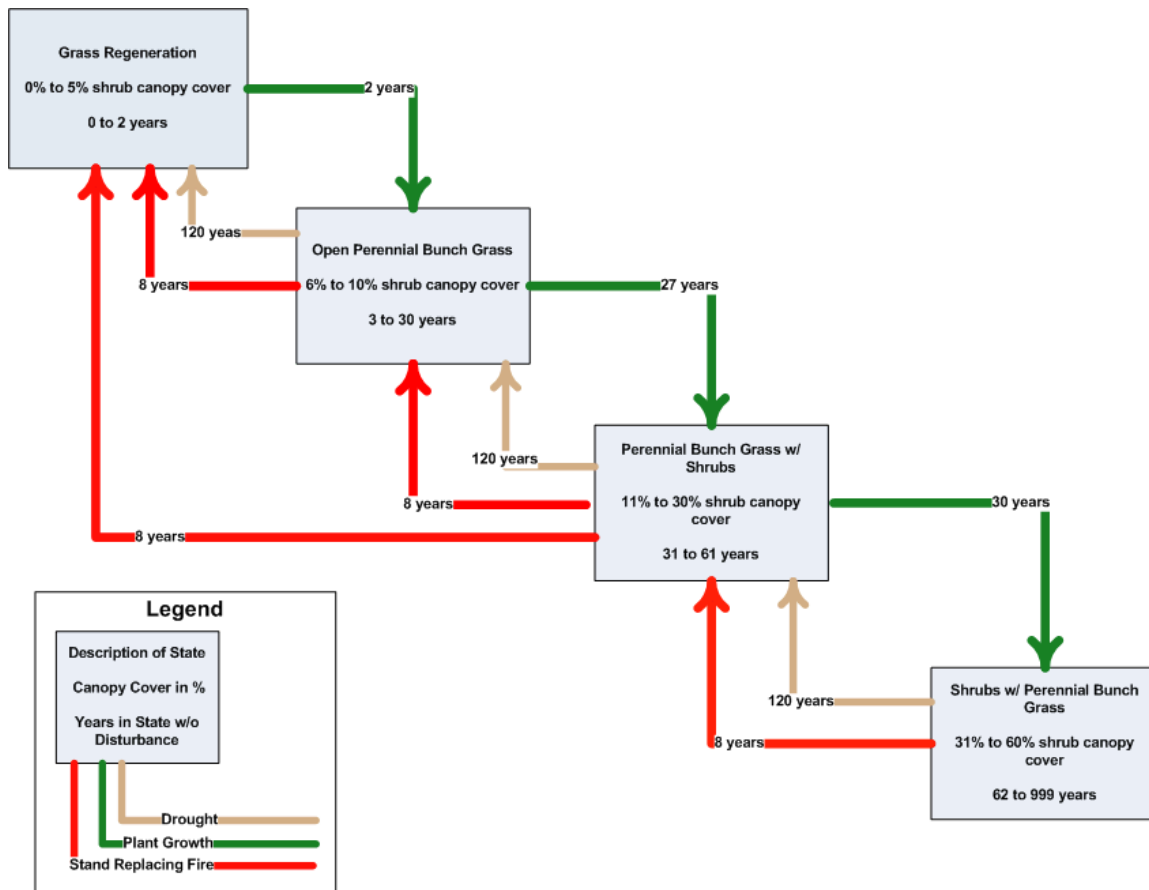 Grass Regeneration
0% to 5% shrub canopy cover
0 to 2 years
2 years
120 yeas
Open Perennial Bunch Grass
8 years
6% to 10% shrub canopy cover
27 years
3 to 30 years
120 years
Perennial Bunch Grass w/
Shrubs
8 years
11% to 30% shrub canopy
cover
30 years
8 years
31 to 61 years
Legend
Description of State
Canopy Cover in %
Years in State w/o
Disturbance
Drought
Plant Growth
Stand Replacing Fire
120 years
Shrubs w/ Perennial Bunch
Grass
8 years
31% to 60% shrub canopy
cover
62 to 999 years